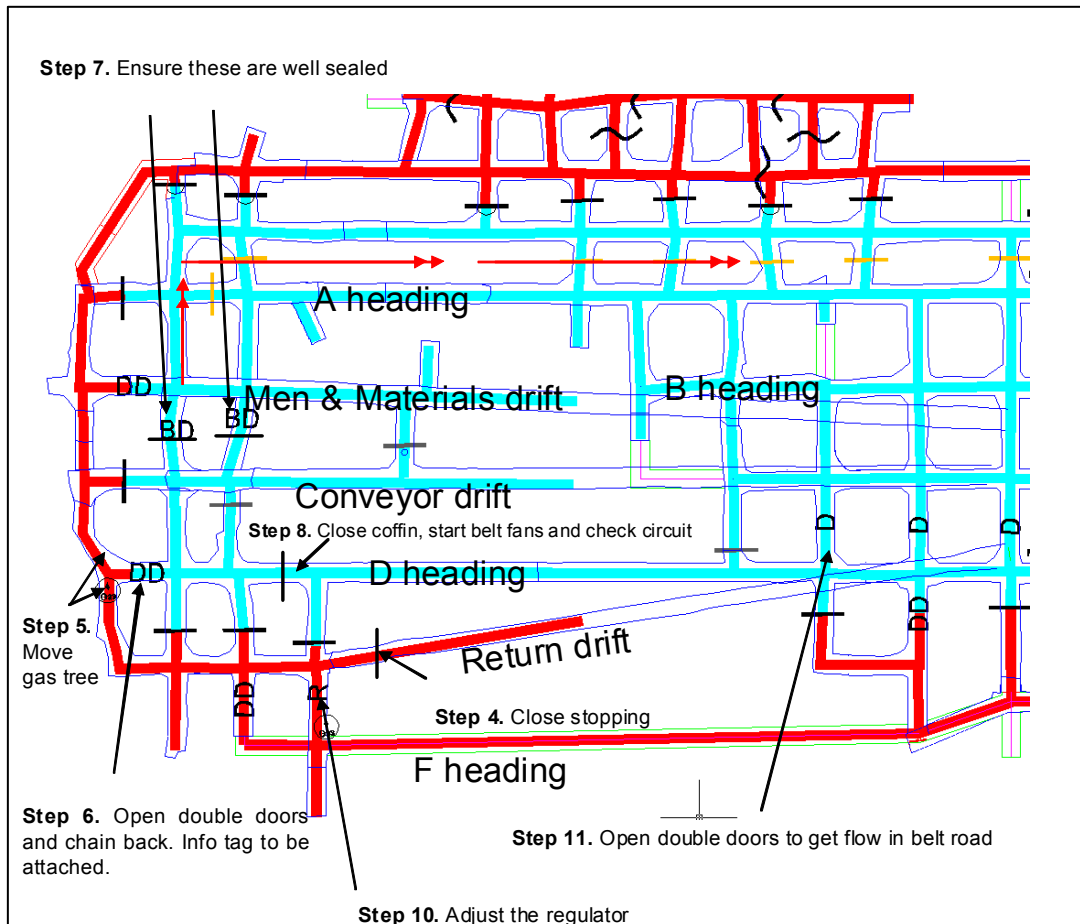 Step 7. Ensure these are well sealed
A heading
DD
Men & Materials drift
B heading
BD
BD
Conveyor drift
Step 8. Close coffin, start belt fans and check circuit
D
D
D
DD
D heading
Step 5.
Move
gas tree
DD
Return drift
DD
R
Step 4. Close stopping
F heading
Step 6. Open double doors
and chain back. Info tag to be
attached.
Step 11. Open double doors to get flow in belt road
Step 10. Adjust the regulator